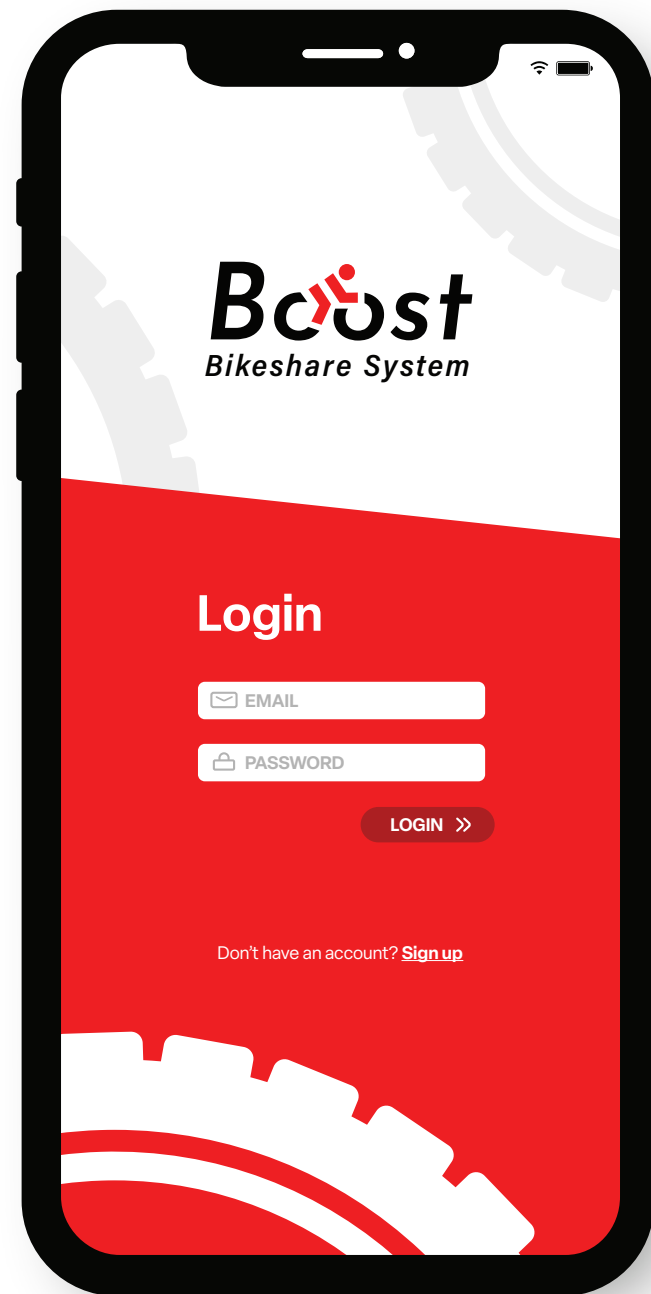 Boost
Bikeshare System
Login
EMAIL
PASSWORD
LOGIN
Don’t have an account? Sign up